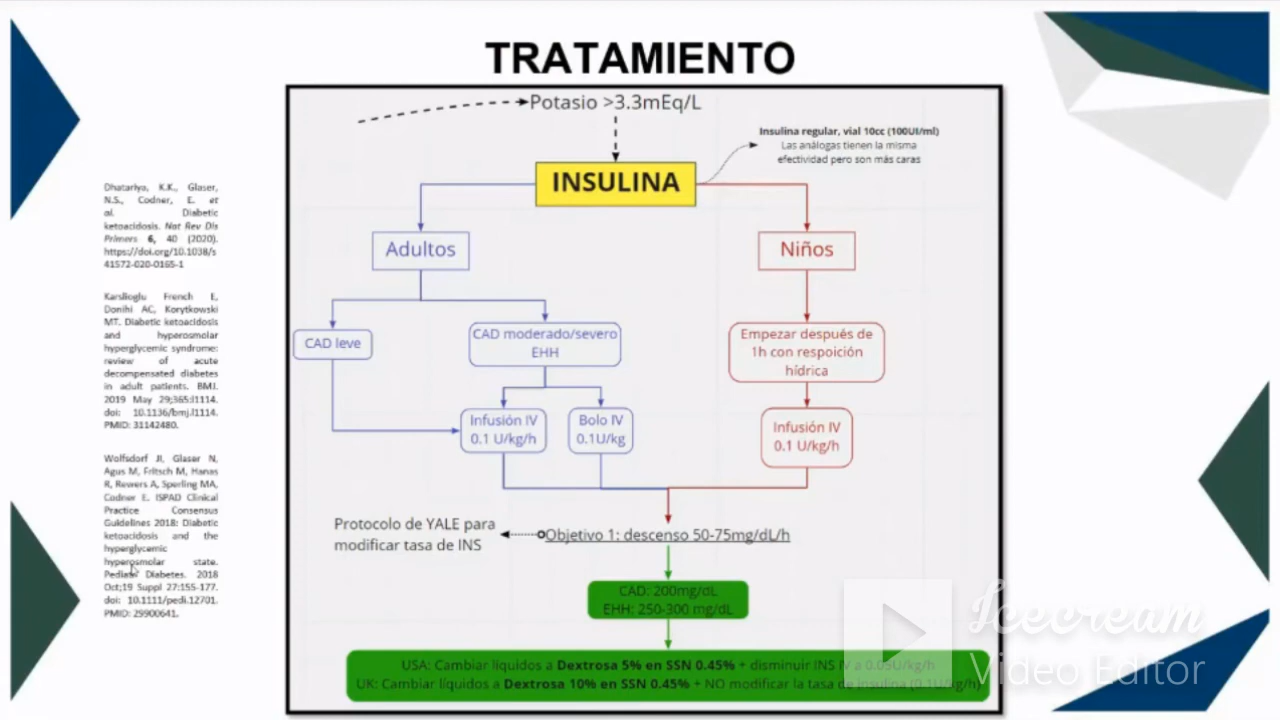 TRATAMIENTO
Dhatariya, K.K., Glaser,
N.S., Codner, E. et
al. Diabetic
ketoacidosis. Nat Rev Dis
Primers 6, 40 (2020).
https://doi.org/10.1038/s
41572-020-0165-1
Karslioglu French E,
Donihi AC, Korytkowski
MT. Diabetic ketoacidosis
and hyperosmolar
hyperglycemic syndrome:
review of acute
decompensated diabetes
in adult patients. BMJ.
2019 May 29;365:l1114.
doi: 10.1136/bmj.l1114.
PMID: 31142480.
Wolfsdorf JI, Glaser N,
Agus M, Fritsch M, Hanas
R, Rewers A, Sperling MA,
Codner E. ISPAD Clinical
Practice Consensus
Guidelines 2018: Diabetic
ketoacidosis and the
hyperglycemic
hyperosmolar state.
Pediatr Diabetes. 2018
Oct;19 Suppl 27:155-177.
doi: 10.1111/pedi.12701.
PMID: 29900641.
Potasio >3.3mEq/L
Insulina regular, vial 10cc (100UI/ml)
Las análogas tienen la misma
efectividad pero son más caras
INSULINA
Adultos
Niños
CAD leve
CAD moderado/severo
EHH
Empezar después de
1h con respoición
hídrica
Infusión IV
0.1 U/kg/h
Bolo IV
0.1U/kg
Infusión IV
0.1 U/kg/h
Protocolo de YALE para
modificar tasa de INS
Objetivo 1: descenso 50-75mg/dL/h
CAD: 200mg/dL
EHH: 250-300 mg/dL
USA: Cambiar líquidos a Dextrosa 5% en SSN 0.45% + disminuir INS IV a 0.05U/kg/h
UK: Cambiar líquidos a Dextrosa 10% en SSN 0.45% + NO modificar la tasa de insulina (0.1U/kg/h)
Icecream
Video Editor